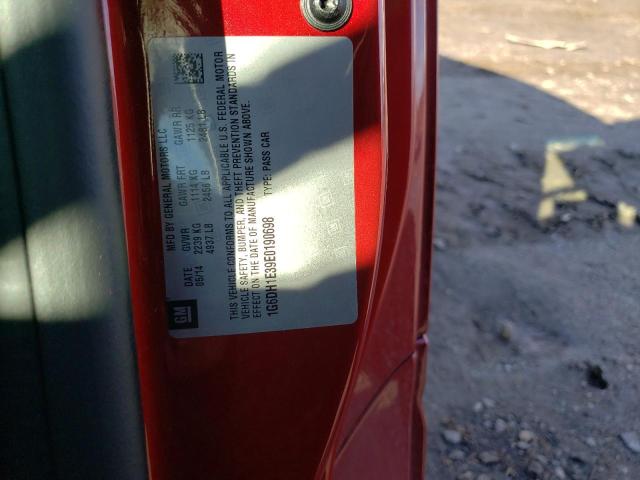 MFD BY GENERAL MOTORS LLC
DATE GVWR GAWR FRT GAWR RR
05/14 2239 KG 1114 KG 1125 KG
4937 LB 2456 LB 2481 LB
GM
THIS VEHICLE CONFORMS TO ALL APPLICABLE U.S. FEDERAL MOTOR
VEHICLE SAFETY, BUMPER, AND THEFT PREVENTION STANDARDS IN
EFFECT ON THE DATE OF MANUFACTURE SHOWN ABOVE.
1G6DH1E39E0190698 TYPE: PASS CAR